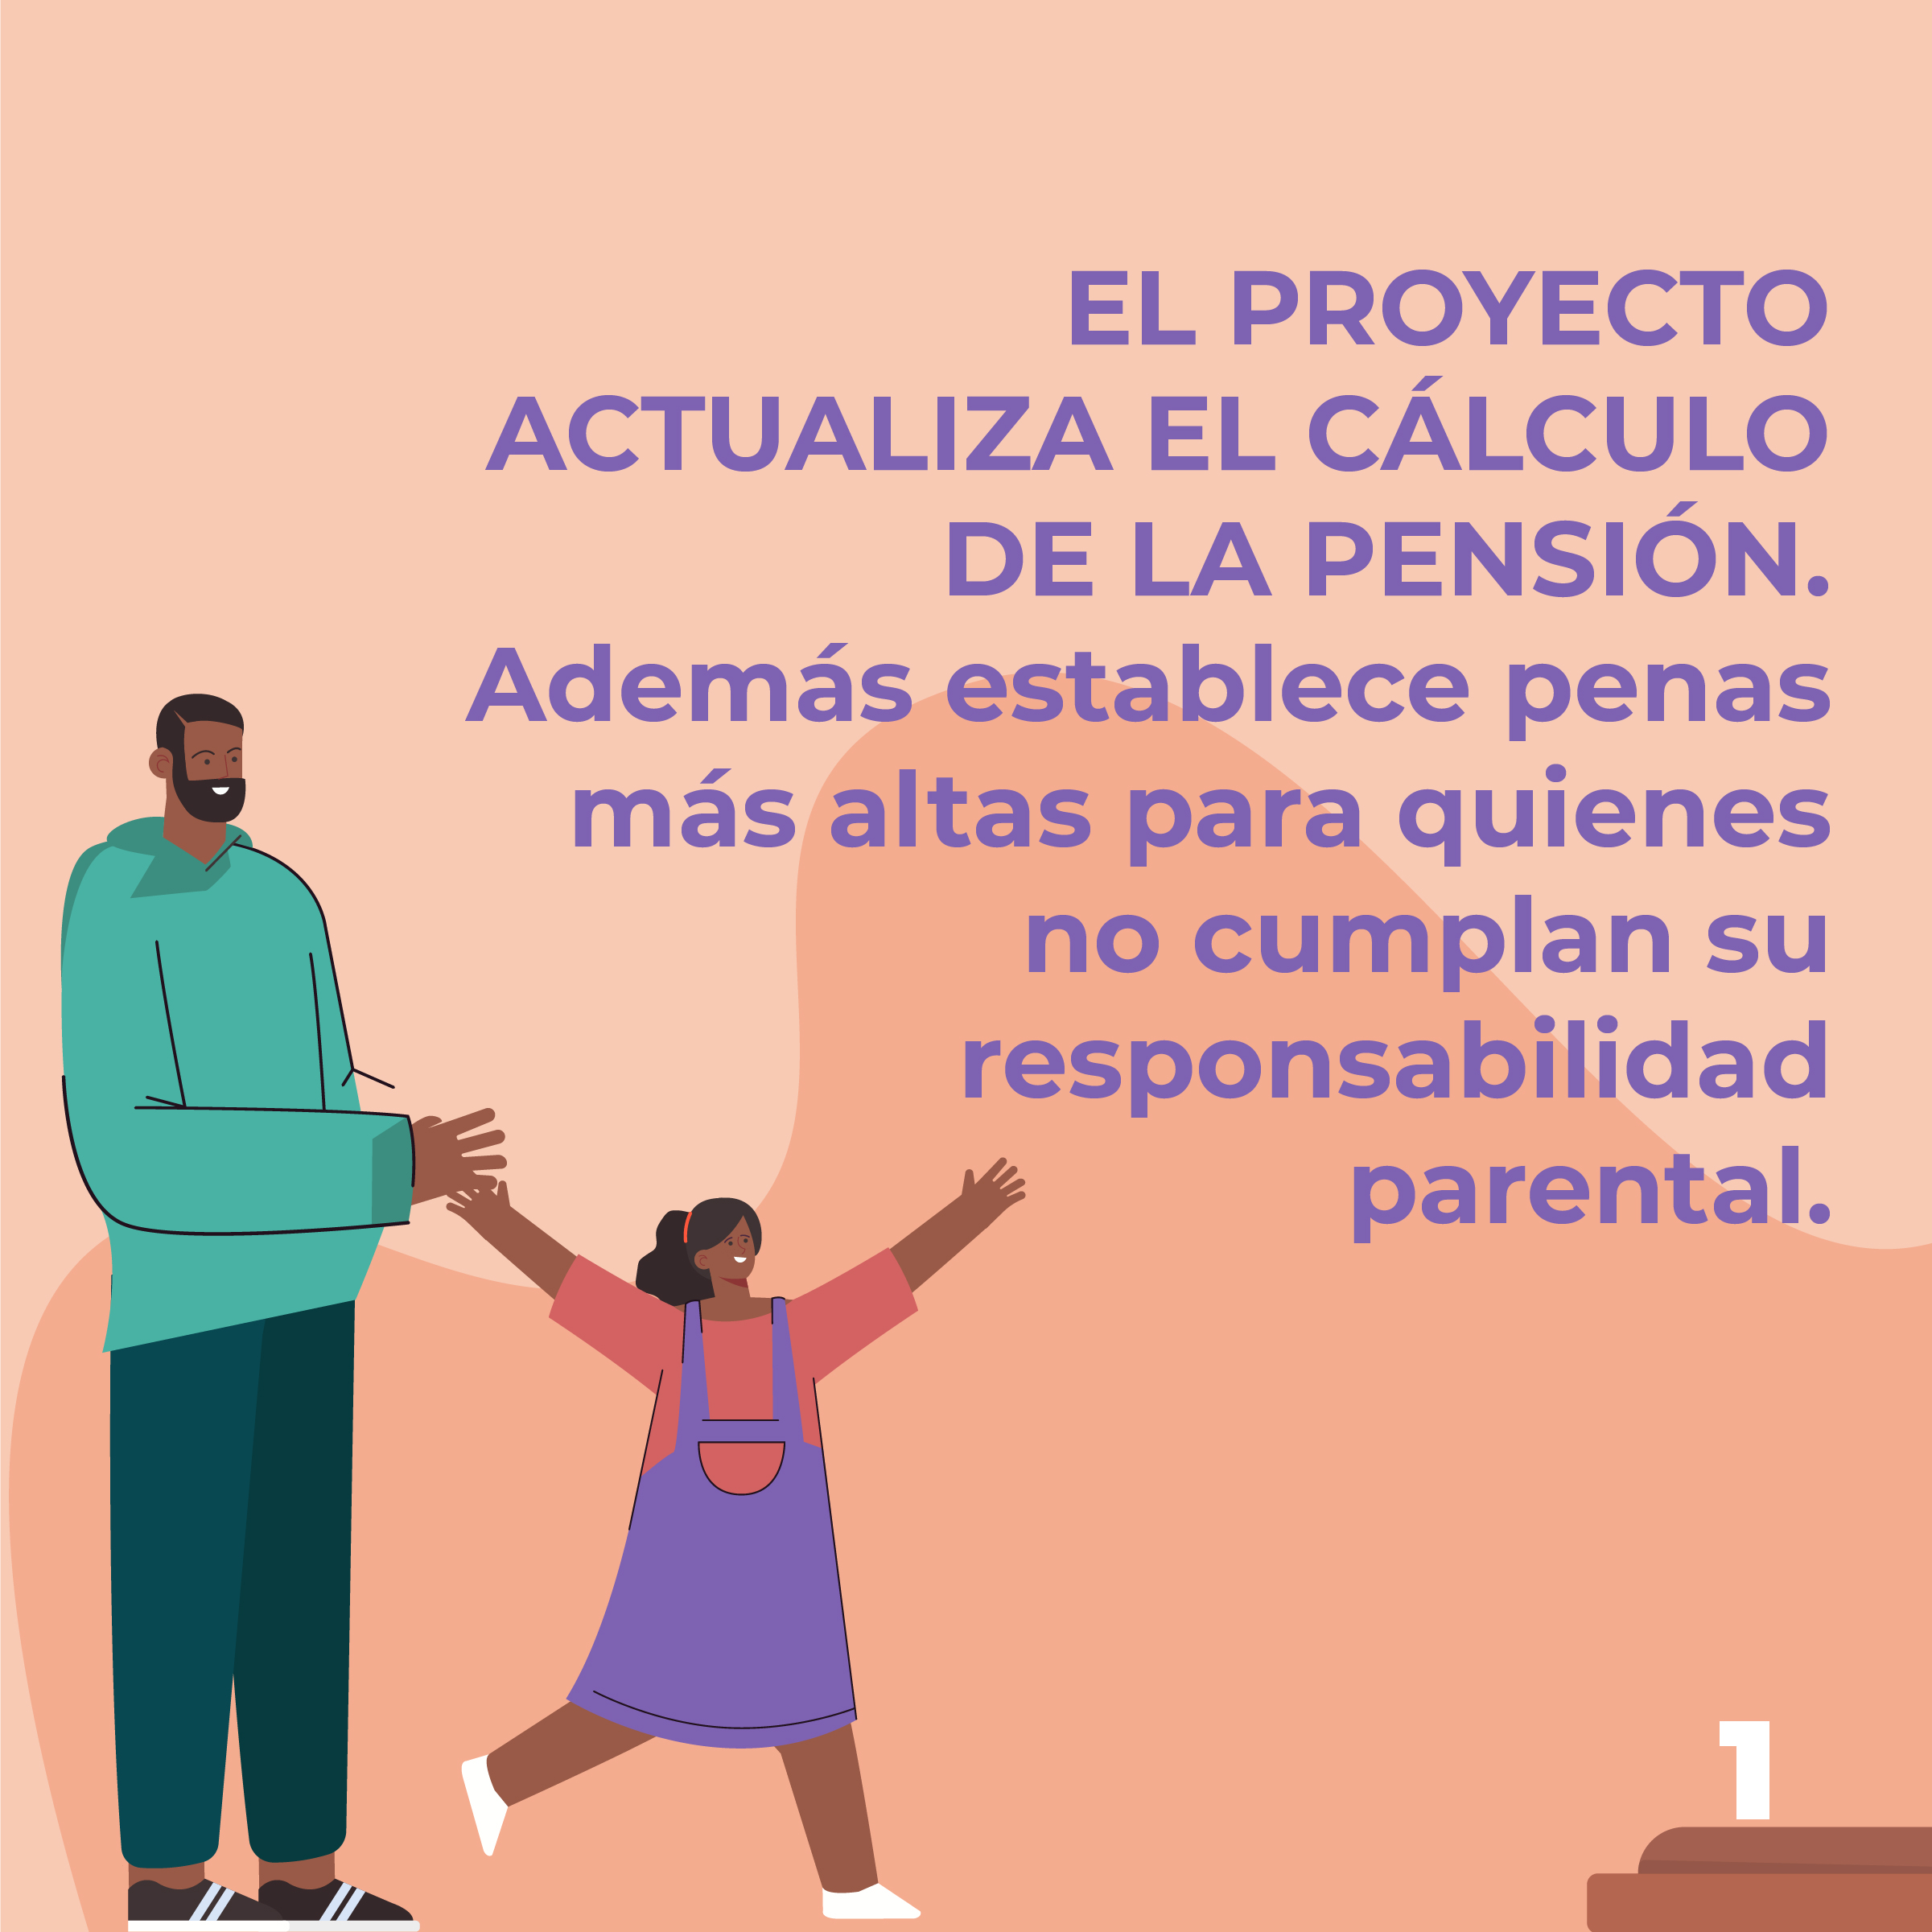 EL PROYECTO
ACTUALIZA EL CÁLCULO
DE LA PENSIÓN.
Además establece penas
más altas para quienes
no cumplan su
responsabilidad
parental.
1